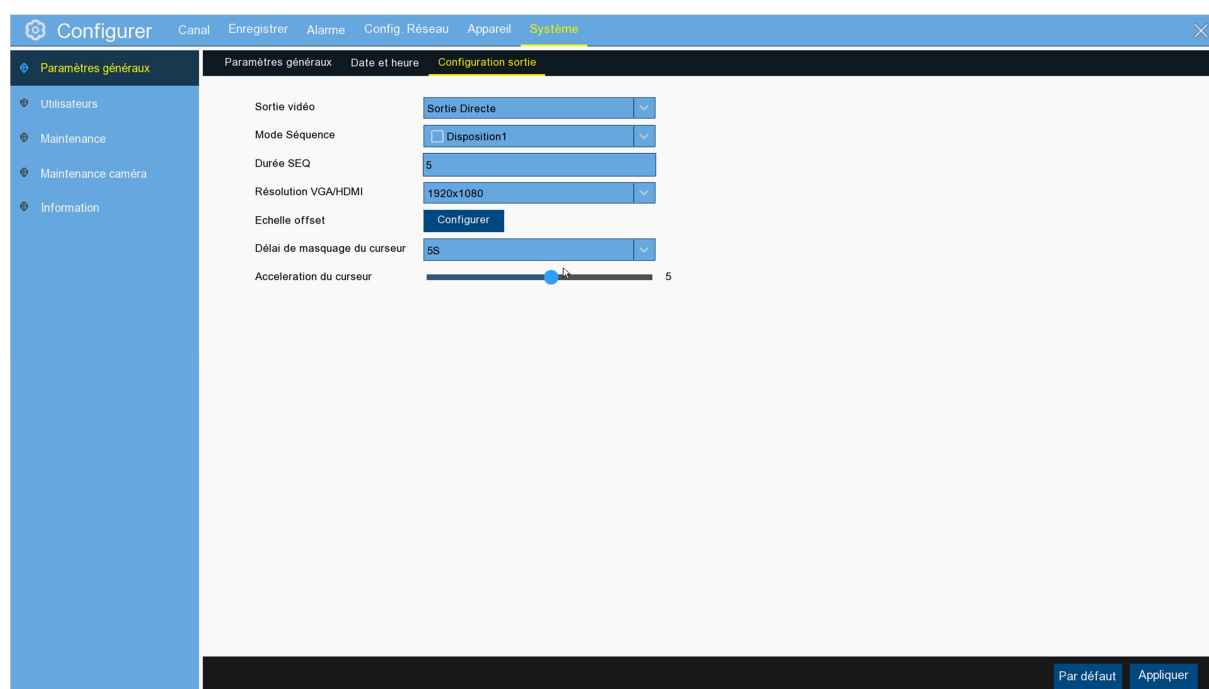 Configurer Canal Enregistrer Alarme Config. Réseau Appareil Système
Paramètres généraux
Utilisateurs
Maintenance
Maintenance caméra
Information
Paramètres généraux Date et heure Configuration sortie
Sortie vidéo Sortie Directe
Mode Séquence Disposition1
Durée SEQ 5
Résolution VGA/HDMI 1920x1080
Echelle offset Configurer
Délai de masquage du curseur 5S
Acceleration du curseur 5
Par défaut Appliquer